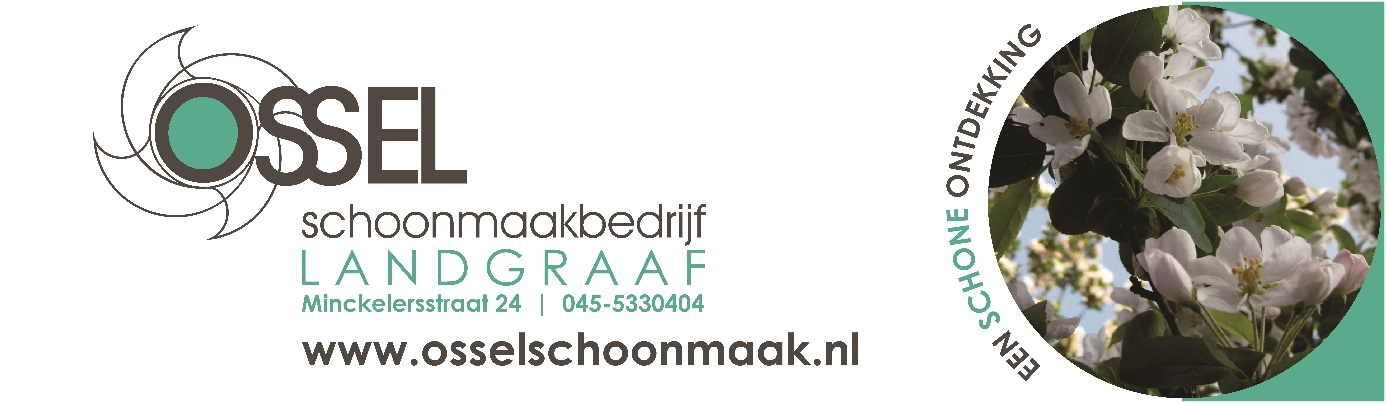 OSSEL
schoonmaakbedrijf
LANDGRAAF
Minckelersstraat 24 | 045-5330404
www.osselschoonmaak.nl
EEN SCHONE ONTDEKKING